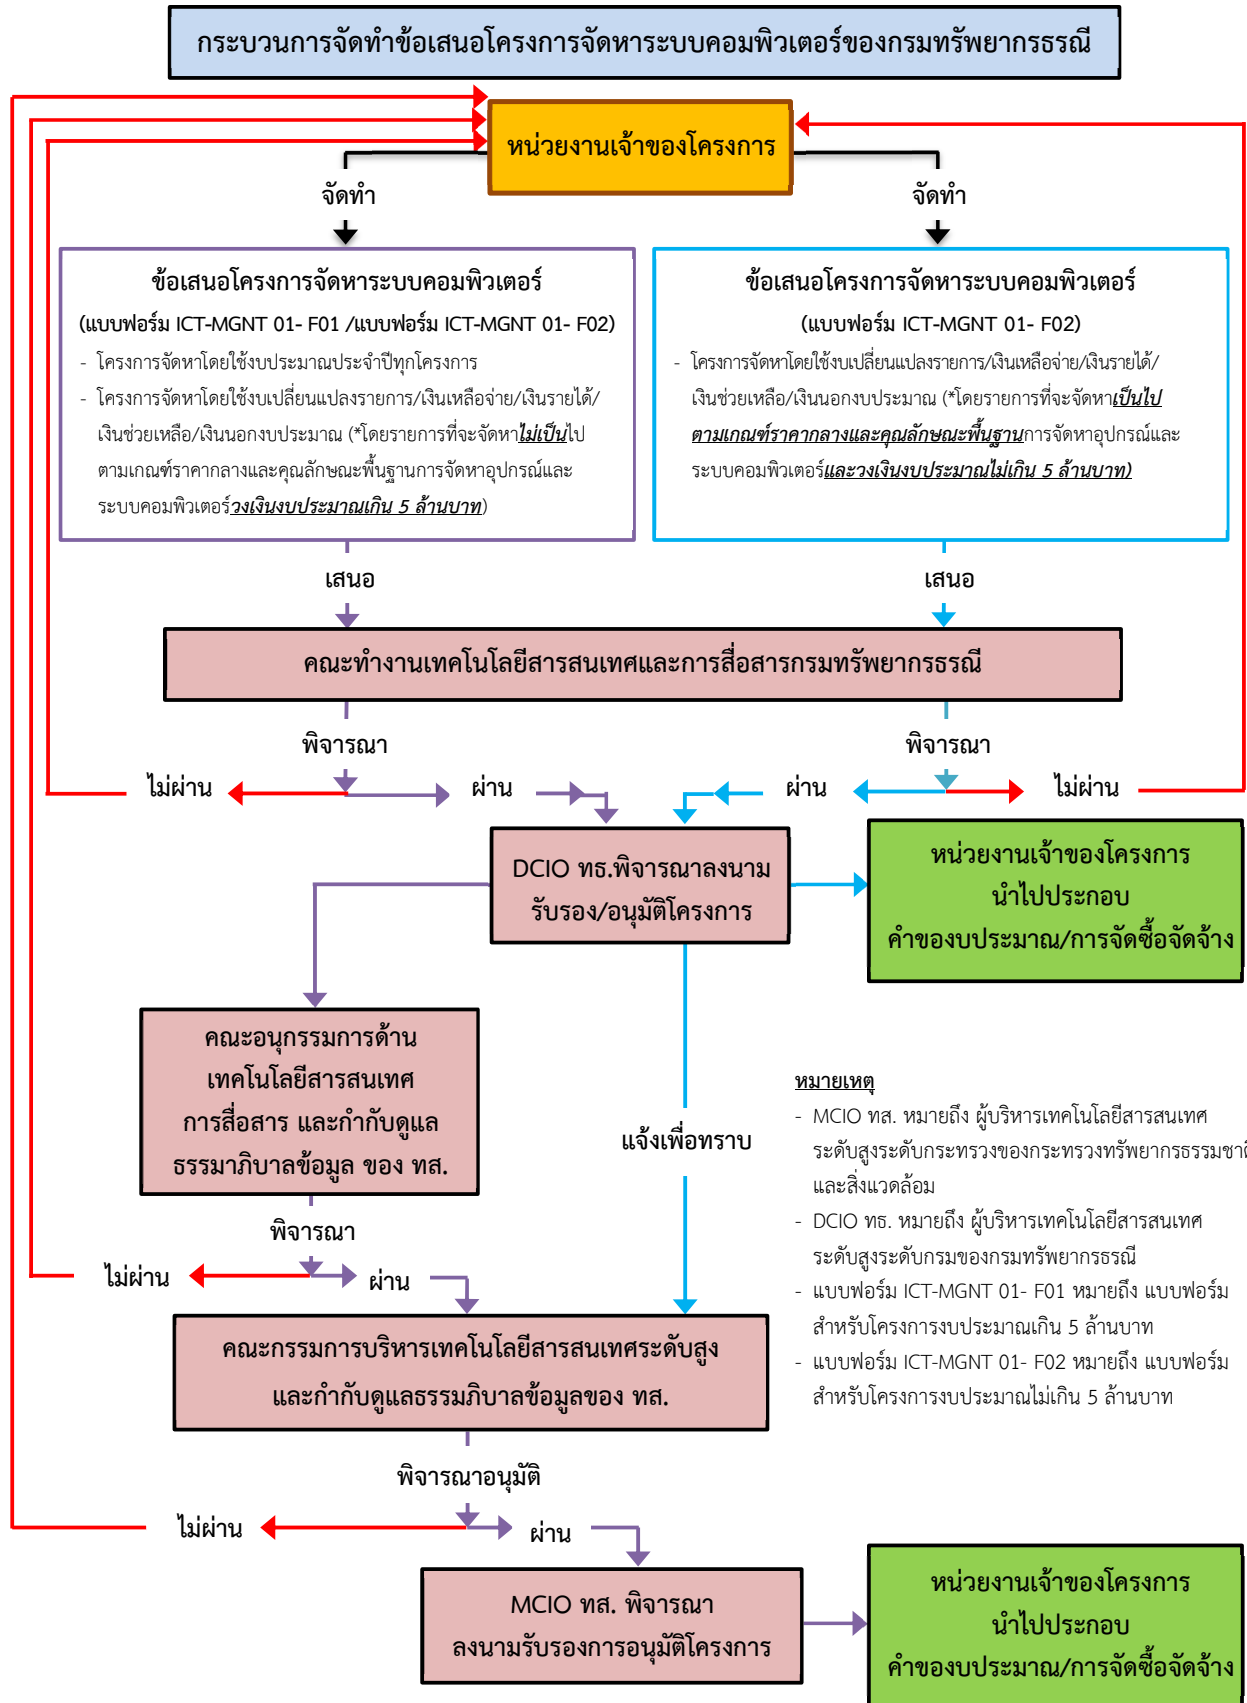 กระบวนการจัดทำข้อเสนอโครงการจัดหาระบบคอมพิวเตอร์ของกรมทรัพยากรธรณี
หน่วยงานเจ้าของโครงการ
จัดทำ
จัดทำ
ข้อเสนอโครงการจัดหาระบบคอมพิวเตอร์
(แบบฟอร์ม ICT-MGNT 01- F01 /แบบฟอร์ม ICT-MGNT 01- F02)
- โครงการจัดหาโดยใช้งบประมาณประจำปีทุกโครงการ
- โครงการจัดหาโดยใช้งบเปลี่ยนแปลงรายการ/เงินเหลือจ่าย/เงินรายได้/
เงินช่วยเหลือ/เงินนอกงบประมาณ (*โดยรายการที่จะจัดหาไม่เป็นไป
ตามเกณฑ์ราคากลางและคุณลักษณะพื้นฐานการจัดหาอุปกรณ์และ
ระบบคอมพิวเตอร์วงเงินงบประมาณเกิน 5 ล้านบาท)
ข้อเสนอโครงการจัดหาระบบคอมพิวเตอร์
(แบบฟอร์ม ICT-MGNT 01- F02)
- โครงการจัดหาโดยใช้งบเปลี่ยนแปลงรายการ/เงินเหลือจ่าย/เงินรายได้/
เงินช่วยเหลือ/เงินนอกงบประมาณ (*โดยรายการที่จะจัดหาเป็นไป
ตามเกณฑ์ราคากลางและคุณลักษณะพื้นฐานการจัดหาอุปกรณ์และ
ระบบคอมพิวเตอร์และวงเงินงบประมาณไม่เกิน 5 ล้านบาท)
เสนอ
เสนอ
คณะทำงานเทคโนโลยีสารสนเทศและการสื่อสารกรมทรัพยากรธรณี
พิจารณา
พิจารณา
ไม่ผ่าน
ผ่าน
ผ่าน
ไม่ผ่าน
DCIO ทธ.พิจารณาลงนาม
รับรอง/อนุมัติโครงการ
หน่วยงานเจ้าของโครงการ
นำไปประกอบ
คำของบประมาณ/การจัดซื้อจัดจ้าง
คณะอนุกรรมการด้าน
เทคโนโลยีสารสนเทศ
การสื่อสาร และกำกับดูแล
ธรรมาภิบาลข้อมูล ของ ทส.
แจ้งเพื่อทราบ
หมายเหตุ
- MCIO ทส. หมายถึง ผู้บริหารเทคโนโลยีสารสนเทศ
ระดับสูงระดับกระทรวงของกระทรวงทรัพยากรธรรมชาติ
และสิ่งแวดล้อม
- DCIO ทธ. หมายถึง ผู้บริหารเทคโนโลยีสารสนเทศ
ระดับสูงระดับกรมของกรมทรัพยากรธรณี
- แบบฟอร์ม ICT-MGNT 01- F01 หมายถึง แบบฟอร์ม
สำหรับโครงการงบประมาณเกิน 5 ล้านบาท
- แบบฟอร์ม ICT-MGNT 01- F02 หมายถึง แบบฟอร์ม
สำหรับโครงการงบประมาณไม่เกิน 5 ล้านบาท
พิจารณา
ไม่ผ่าน
ผ่าน
คณะกรรมการบริหารเทคโนโลยีสารสนเทศระดับสูง
และกำกับดูแลธรรมภิบาลข้อมูลของ ทส.
พิจารณาอนุมัติ
ไม่ผ่าน
ผ่าน
MCIO ทส. พิจารณา
ลงนามรับรองการอนุมัติโครงการ
หน่วยงานเจ้าของโครงการ
นำไปประกอบ
คำของบประมาณ/การจัดซื้อจัดจ้าง